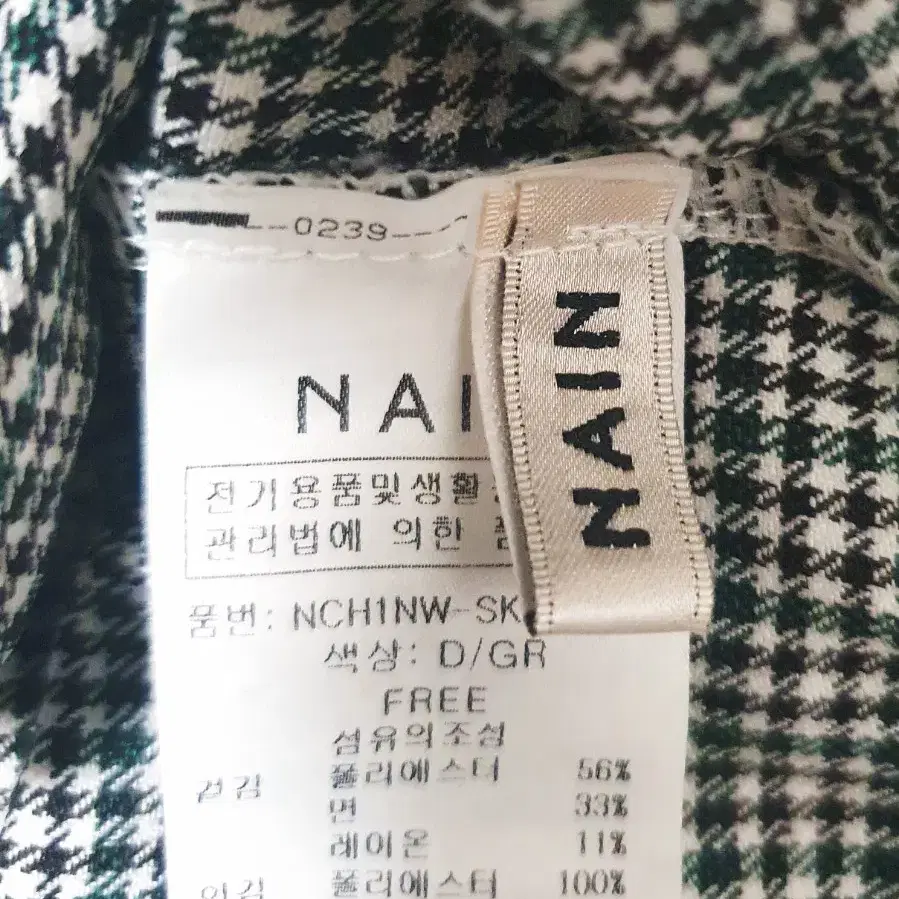 0239
NAI
NAIN
전기용품및생활
관리법에 의한
품번: NCH1NW-SK
색상: D/GR
FREE
섬유의조성
겉감 폴리에스터 56%
면 33%
레이온 11%
폴리에스터 100%